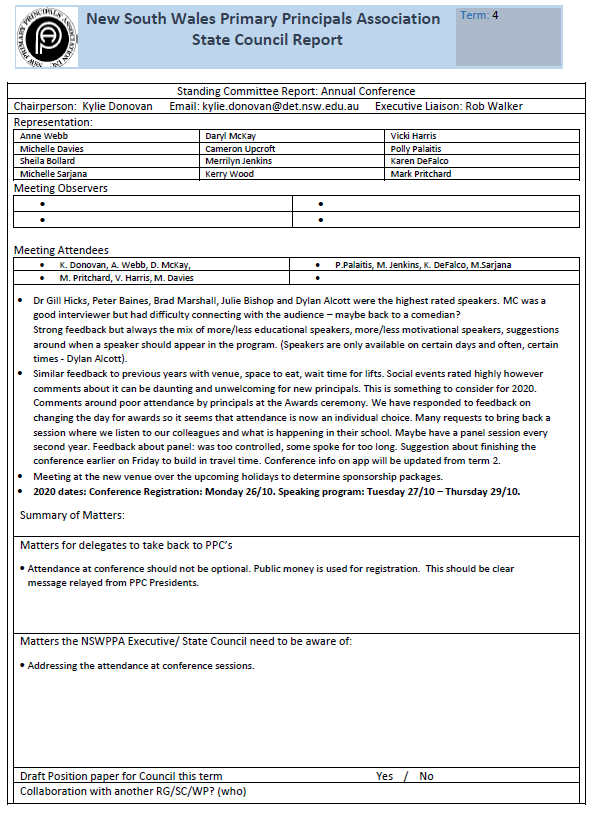 New South Wales Primary Principals Association
State Council Report
Term: 4
NSW PRIMARY PRINCIPALS' ASSOCIATION INC
Standing Committee Report: Annual Conference
Chairperson: Kylie Donovan Email: kylie.donovan@det.nsw.edu.au Executive Liaison: Rob Walker
Representation:
Anne Webb Daryl McKay Vicki Harris
Michelle Davies Cameron Upcroft Polly Palaitis
Sheila Bollard Merrilyn Jenkins Karen DeFalco
Michelle Sarjana Kerry Wood Mark Pritchard
Meeting Observers
• •
• •
Meeting Attendees
• K. Donovan, A. Webb, D. McKay, • P.Palaitis, M. Jenkins, K. DeFalco, M.Sarjana
• M. Pritchard, V. Harris, M. Davies •
• Dr Gill Hicks, Peter Baines, Brad Marshall, Julie Bishop and Dylan Alcott were the highest rated speakers. MC was a
good interviewer but had difficulty connecting with the audience – maybe back to a comedian?
Strong feedback but always the mix of more/less educational speakers, more/less motivational speakers, suggestions
around when a speaker should appear in the program. (Speakers are only available on certain days and often, certain
times - Dylan Alcott).
• Similar feedback to previous years with venue, space to eat, wait time for lifts. Social events rated highly however
comments about it can be daunting and unwelcoming for new principals. This is something to consider for 2020.
Comments around poor attendance by principals at the Awards ceremony. We have responded to feedback on
changing the day for awards so it seems that attendance is now an individual choice. Many requests to bring back a
session where we listen to our colleagues and what is happening in their school. Maybe have a panel session every
second year. Feedback about panel: was too controlled, some spoke for too long. Suggestion about finishing the
conference earlier on Friday to build in travel time. Conference info on app will be updated from term 2.
• Meeting at the new venue over the upcoming holidays to determine sponsorship packages.
• 2020 dates: Conference Registration: Monday 26/10. Speaking program: Tuesday 27/10 – Thursday 29/10.
Summary of Matters:
Matters for delegates to take back to PPC's
• Attendance at conference should not be optional. Public money is used for registration. This should be clear
message relayed from PPC Presidents.
Matters the NSWPPA Executive/ State Council need to be aware of:
• Addressing the attendance at conference sessions.
Draft Position paper for Council this term Yes / No
Collaboration with another RG/SC/WP? (who)